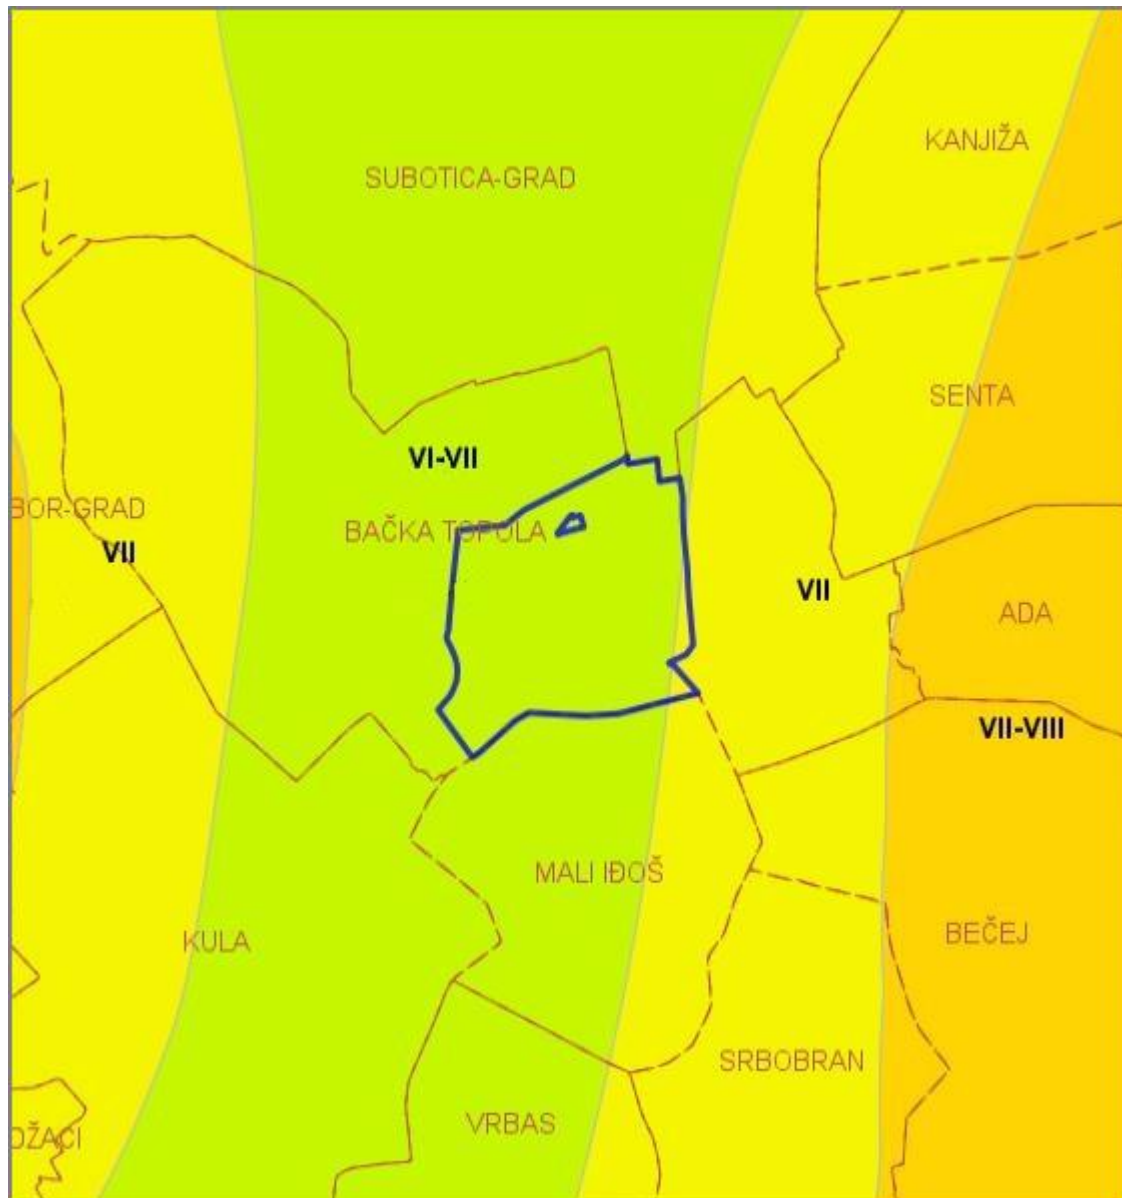 KANJIŽA
SUBOTICA-GRAD
SENTA
VI-VII
BOR-GRAD
BAČKA TOPOLA
VII
VII
ADA
VII-VIII
MALI IĐOŠ
KULA
BEČEJ
SRBOBRAN
VRBAS
DŽACI